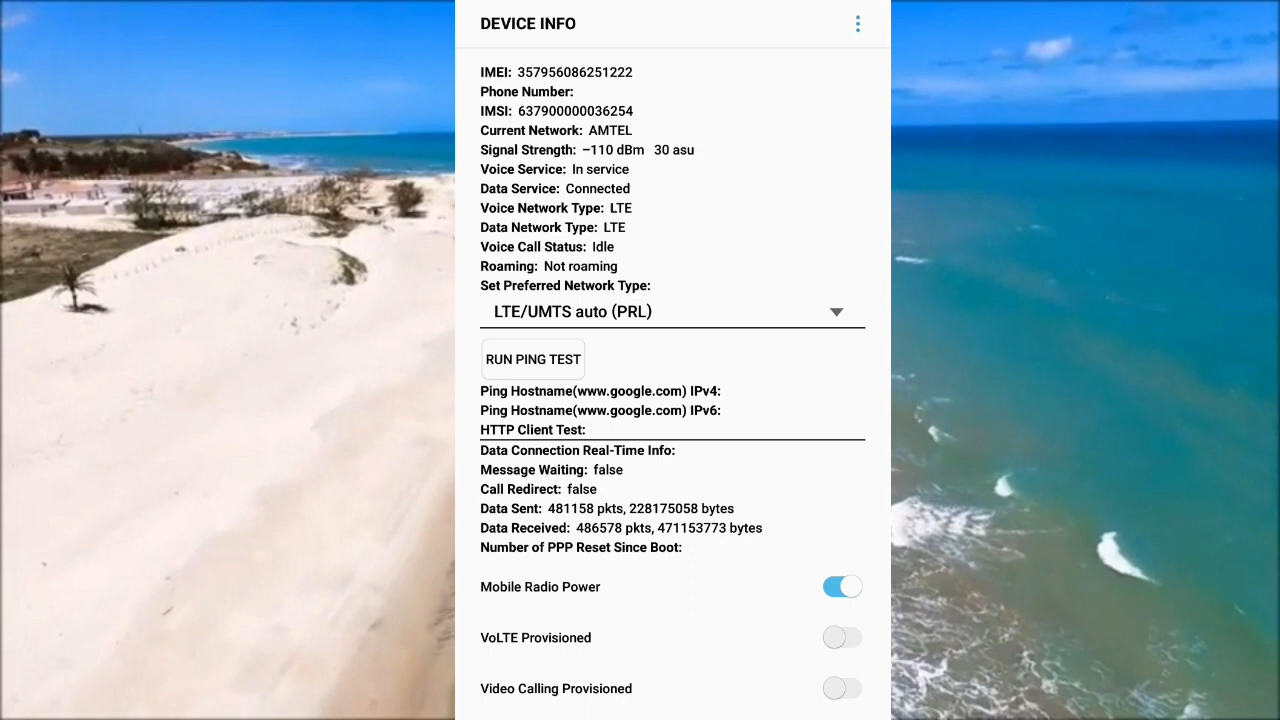 DEVICE INFO
IMEI: 357956086251222
Phone Number:
IMSI: 637900000036254
Current Network: AMTEL
Signal Strength: −110 dBm 30 asu
Voice Service: In service
Data Service: Connected
Voice Network Type: LTE
Data Network Type: LTE
Voice Call Status: Idle
Roaming: Not roaming
Set Preferred Network Type:
LTE/UMTS auto (PRL)
RUN PING TEST
Ping Hostname(www.google.com) IPv4:
Ping Hostname(www.google.com) IPv6:
HTTP Client Test:
Data Connection Real-Time Info:
Message Waiting: false
Call Redirect: false
Data Sent: 481158 pkts, 228175058 bytes
Data Received: 486578 pkts, 471153773 bytes
Number of PPP Reset Since Boot:
Mobile Radio Power
VoLTE Provisioned
Video Calling Provisioned